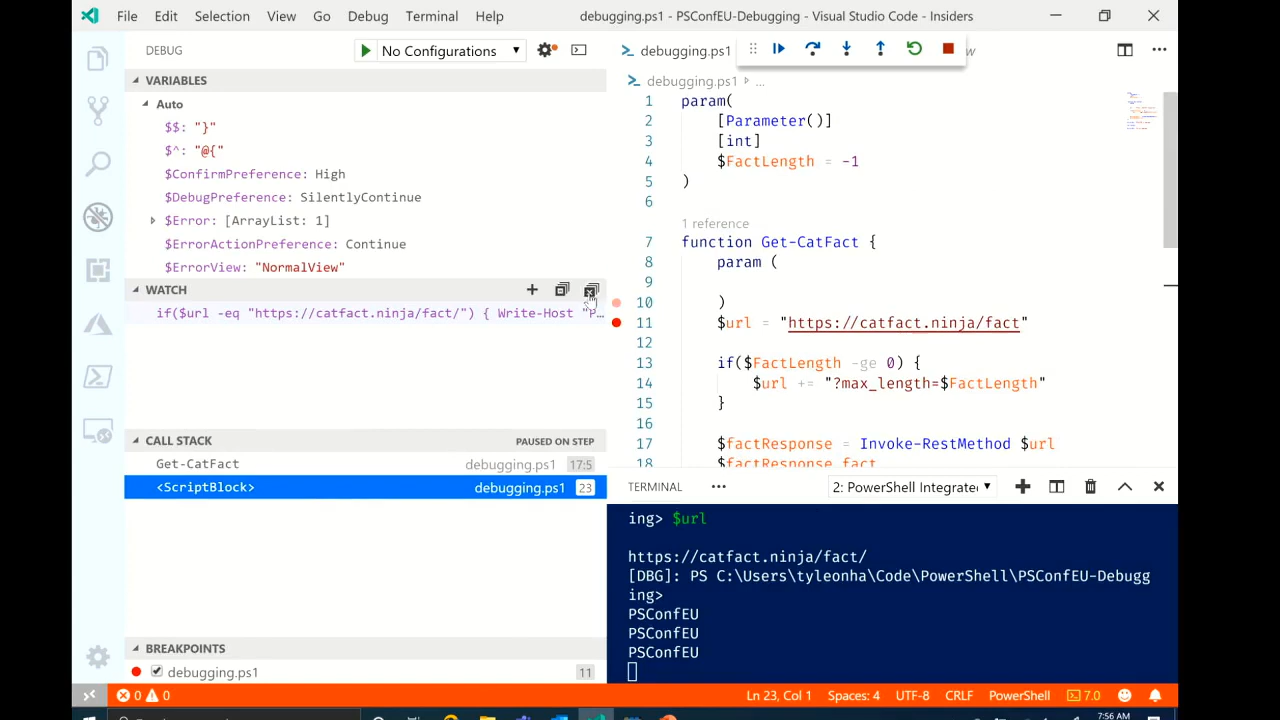 File Edit Selection View Go Debug Terminal Help debugging.ps1 - PSConfEU-Debugging - Visual Studio Code - Insiders
DEBUG No Configurations
VARIABLES
Auto
$$: "}"
$^: "@{"
$ConfirmPreference: High
$DebugPreference: SilentlyContinue
$Error: [ArrayList: 1]
$ErrorActionPreference: Continue
$ErrorView: "NormalView"
WATCH
if($url -eq "https://catfact.ninja/fact/") { Write-Host "P…
CALL STACK PAUSED ON STEP
Get-CatFact debugging.ps1 17:5
<ScriptBlock> debugging.ps1 23
BREAKPOINTS
debugging.ps1 11
debugging.ps1 w
debugging.ps1 ...
1 param(
2 [Parameter()]
3 [int]
4 $FactLength = -1
5 )
6
1 reference
7 function Get-CatFact {
8 param (
9
10 )
11 $url = "https://catfact.ninja/fact"
12
13 if($FactLength -ge 0) {
14 $url += "?max_length=$FactLength"
15 }
16
17 $factResponse = Invoke-RestMethod $url
18 $factResponse.fact
TERMINAL ... 2: PowerShell Integrate
ing> $url
https://catfact.ninja/fact/
[DBG]: PS C:\Users\tyleonha\Code\PowerShell\PSConfEU-Debugg
ing>
PSConfEU
PSConfEU
PSConfEU
0 0 Ln 23, Col 1 Spaces: 4 UTF-8 CRLF PowerShell 7.0
7:56 AM